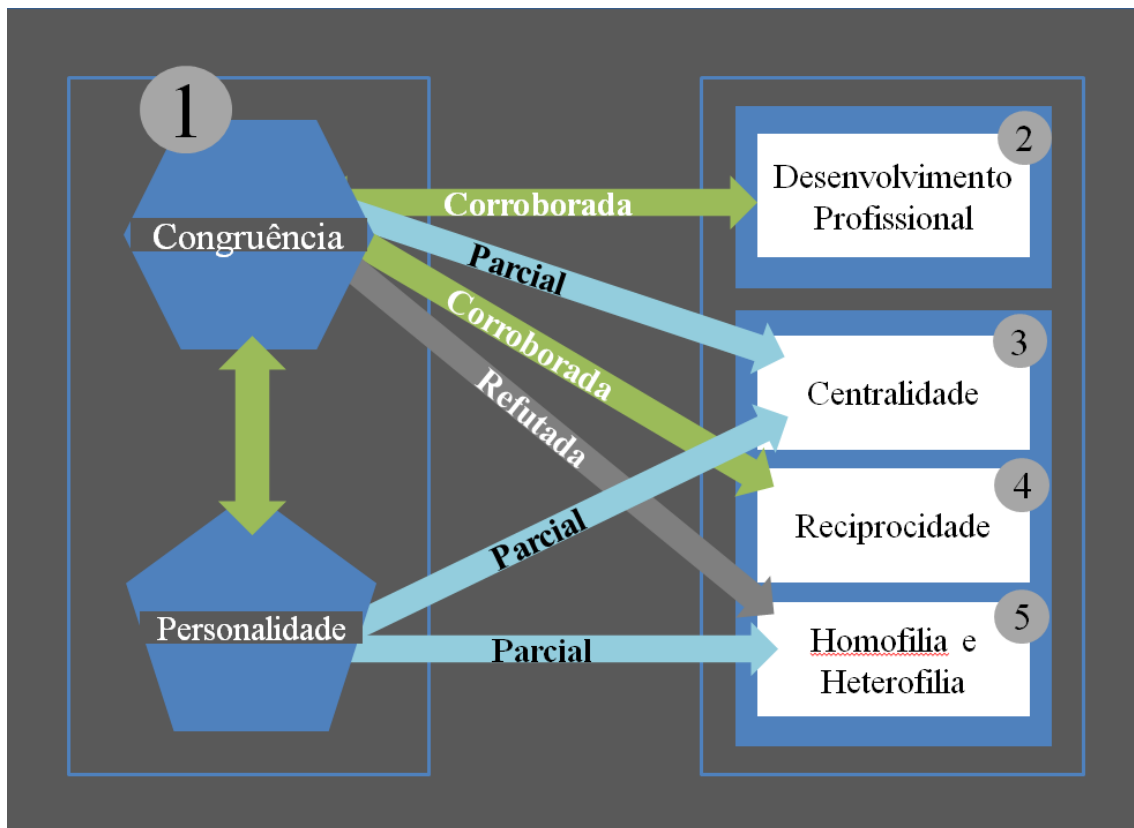 1
Congruência
Personalidade
Corroborada
Parcial
Corroborada
Refutada
Parcial
Parcial
2
Desenvolvimento
Profissional
3
Centralidade
4
Reciprocidade
5
Homofilia e
Heterofilia